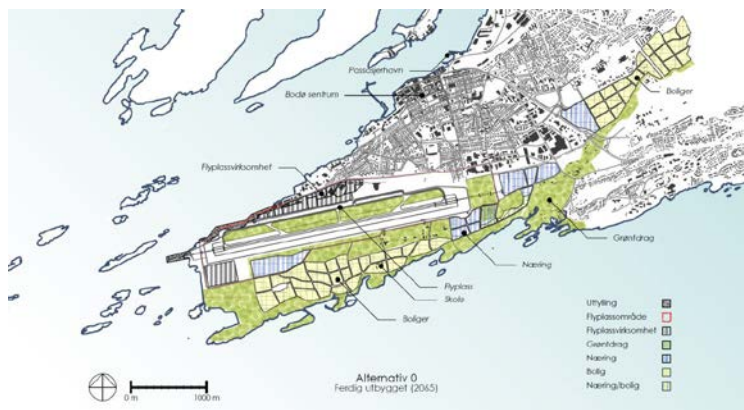 Passasjerhavn
Bodø sentrum
Boliger
Flyplassvirksomhet
Grøntdrag
Næring
Flyplass
Skole
Boliger
Utfylling
Flyplassområde
Flyplassvirksomhet
Grøntdrag
Næring
Bolig
Næring/bolig
Alternativ 0
Ferdig utbygget (2065)
0 m 1000 m